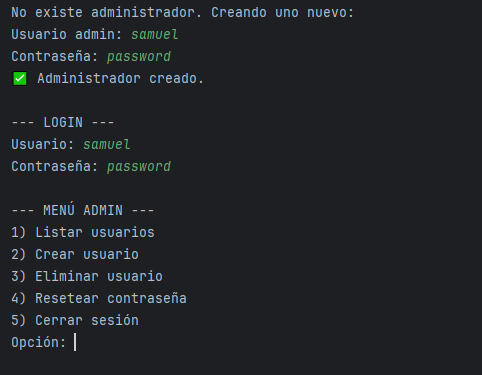 No existe administrador. Creando uno nuevo:
Usuario admin: samuel
Contraseña: password
✅ Administrador creado.
--- LOGIN ---
Usuario: samuel
Contraseña: password
--- MENÚ ADMIN ---
1) Listar usuarios
2) Crear usuario
3) Eliminar usuario
4) Resetear contraseña
5) Cerrar sesión
Opción: